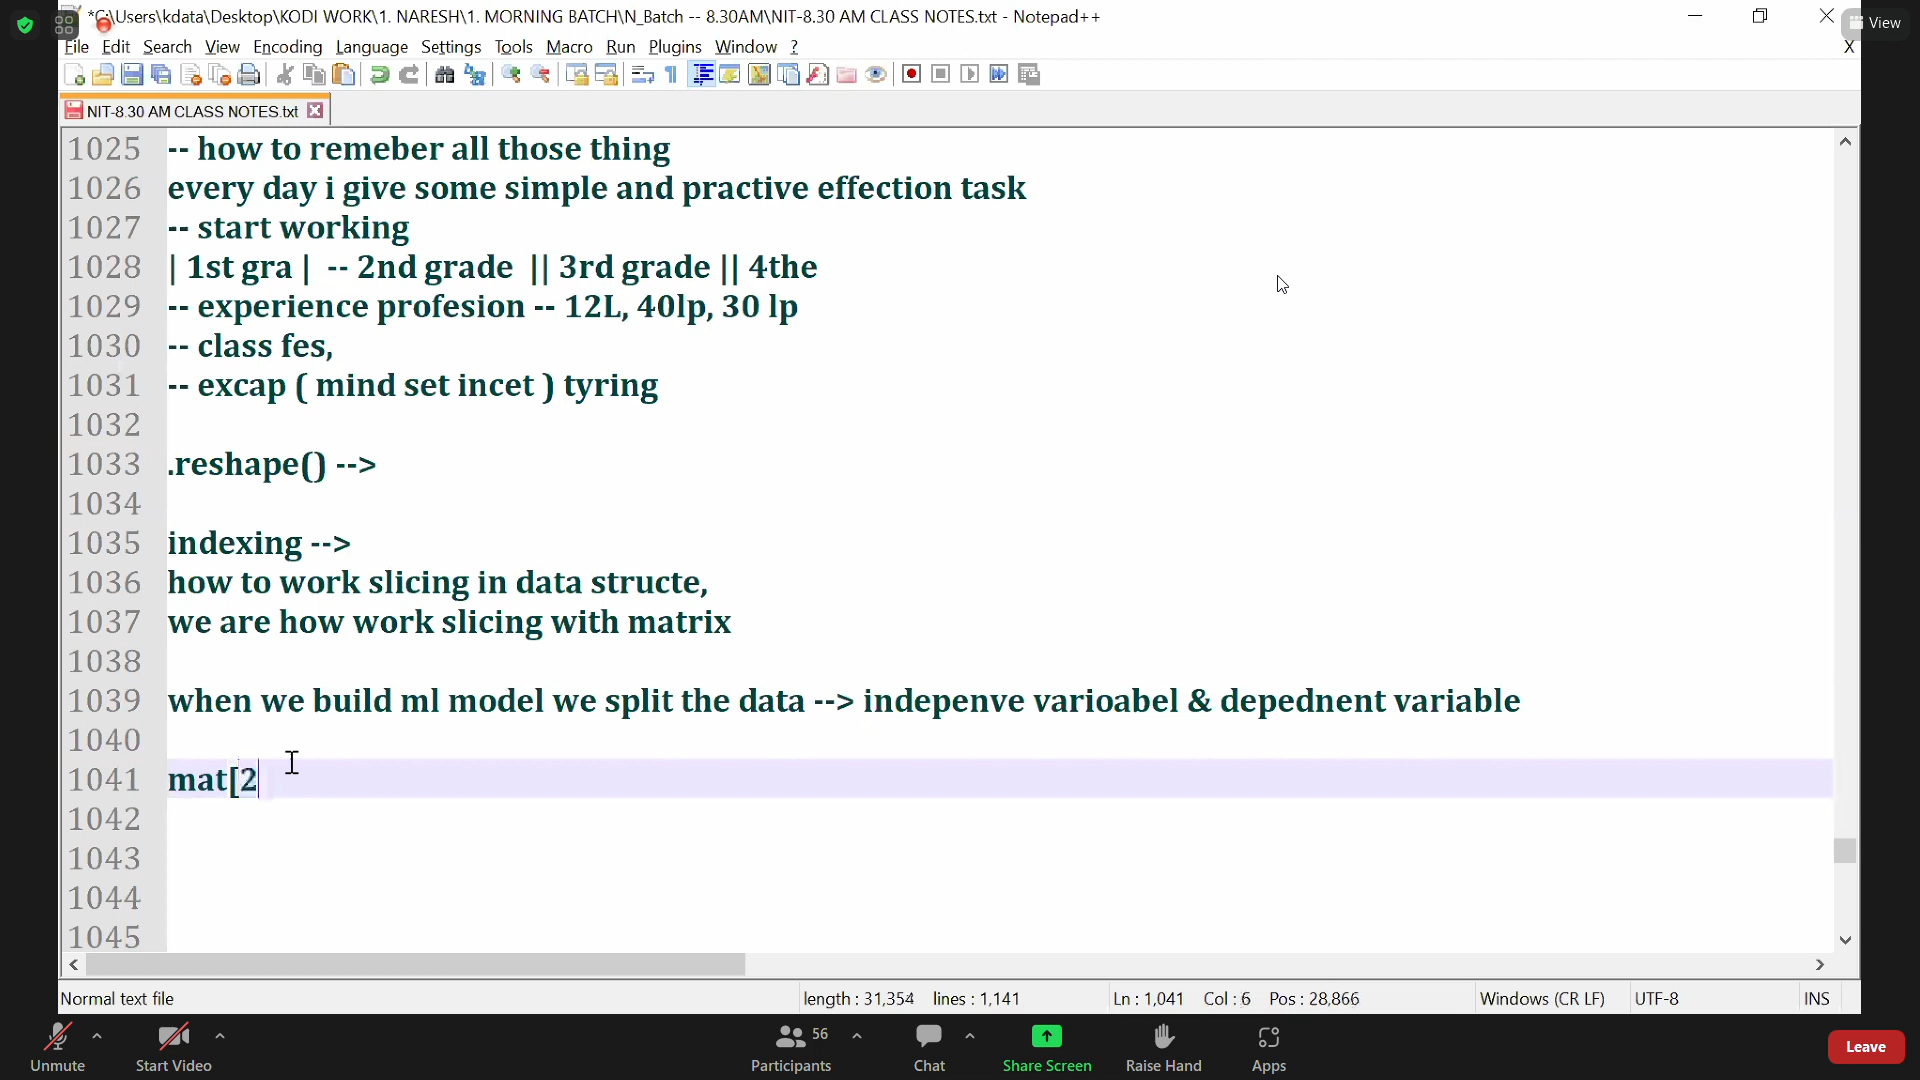 *C:\Users\kdata\Desktop\KODI WORK\1. NARESH\1. MORNING BATCH\N_Batch -- 8.30AM\NIT-8.30 AM CLASS NOTES.txt - Notepad++
View
File Edit Search View Encoding Language Settings Tools Macro Run Plugins Window ? X
NIT-8.30 AM CLASS NOTES.txt
1025 -- how to remeber all those thing
1026 every day i give some simple and practive effection task
1027 -- start working
1028 | 1st gra | -- 2nd grade || 3rd grade || 4the
1029 -- experience profesion -- 12L, 40lp, 30 lp
1030 -- class fes,
1031 -- excap ( mind set incet ) tyring
1032
1033 .reshape() -->
1034
1035 indexing -->
1036 how to work slicing in data structe,
1037 we are how work slicing with matrix
1038
1039 when we build ml model we split the data --> indepenve varioabel & depednent variable
1040
1041 mat[2
1042
1043
1044
1045
Normal text file length : 31,354 lines : 1,141 Ln : 1,041 Col : 6 Pos : 28,866 Windows (CR LF) UTF-8 INS
Unmute Start Video Participants 56 Chat Share Screen Raise Hand Apps Leave